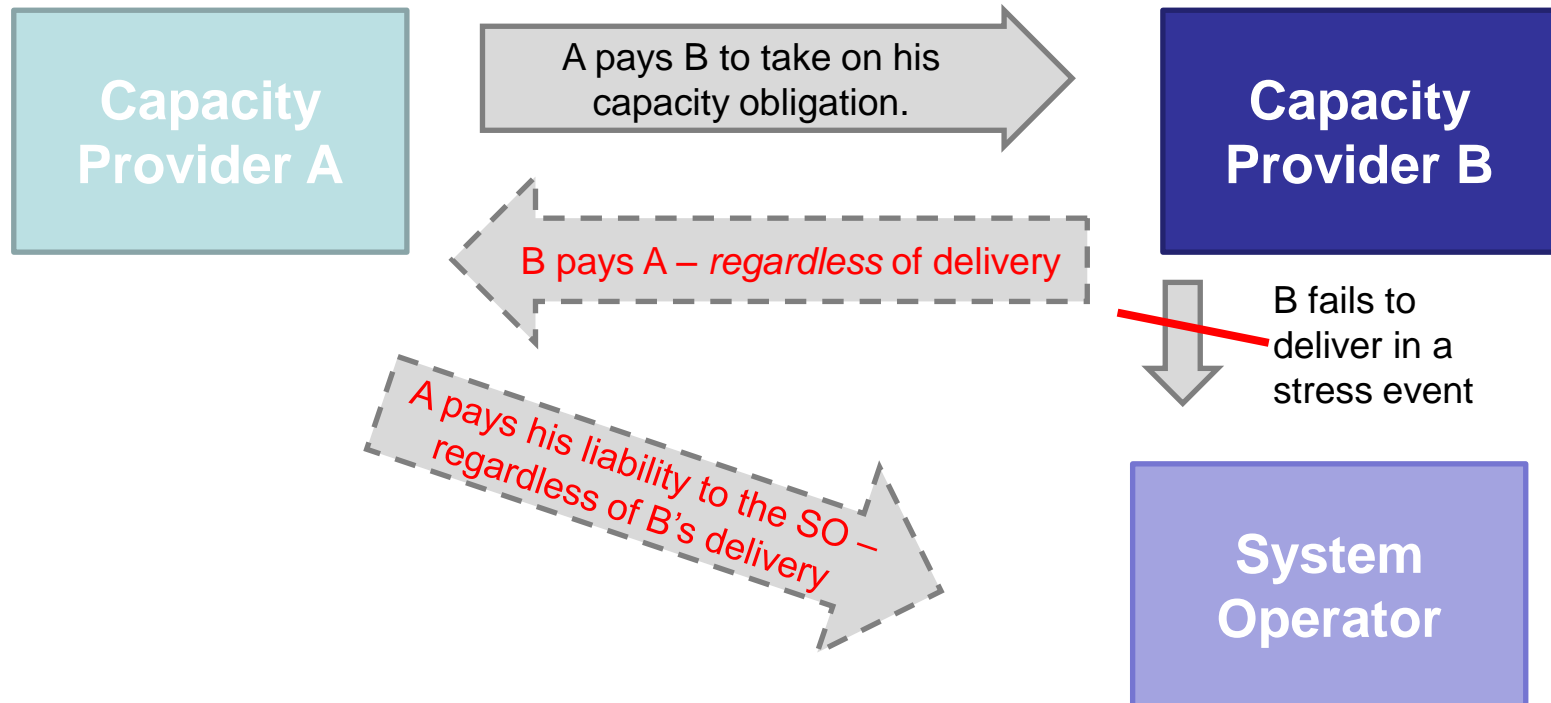 Capacity
Provider A
A pays B to take on his
capacity obligation.
Capacity
Provider B
B pays A – regardless of delivery
B fails to
deliver in a
stress event
A pays his liability to the SO –
regardless of B’s delivery
System
Operator